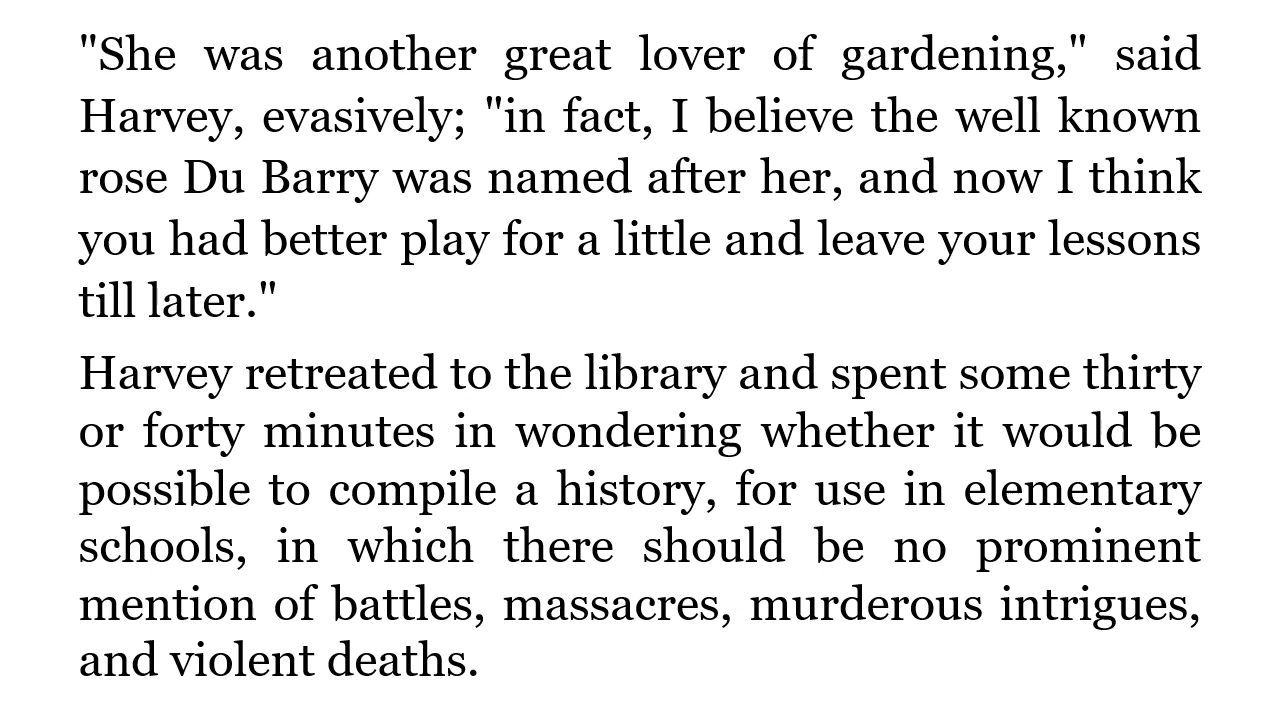 "She was another great lover of gardening," said
Harvey, evasively; "in fact, I believe the well known
rose Du Barry was named after her, and now I think
you had better play for a little and leave your lessons
till later."
Harvey retreated to the library and spent some thirty
or forty minutes in wondering whether it would be
possible to compile a history, for use in elementary
schools, in which there should be no prominent
mention of battles, massacres, murderous intrigues,
and violent deaths.